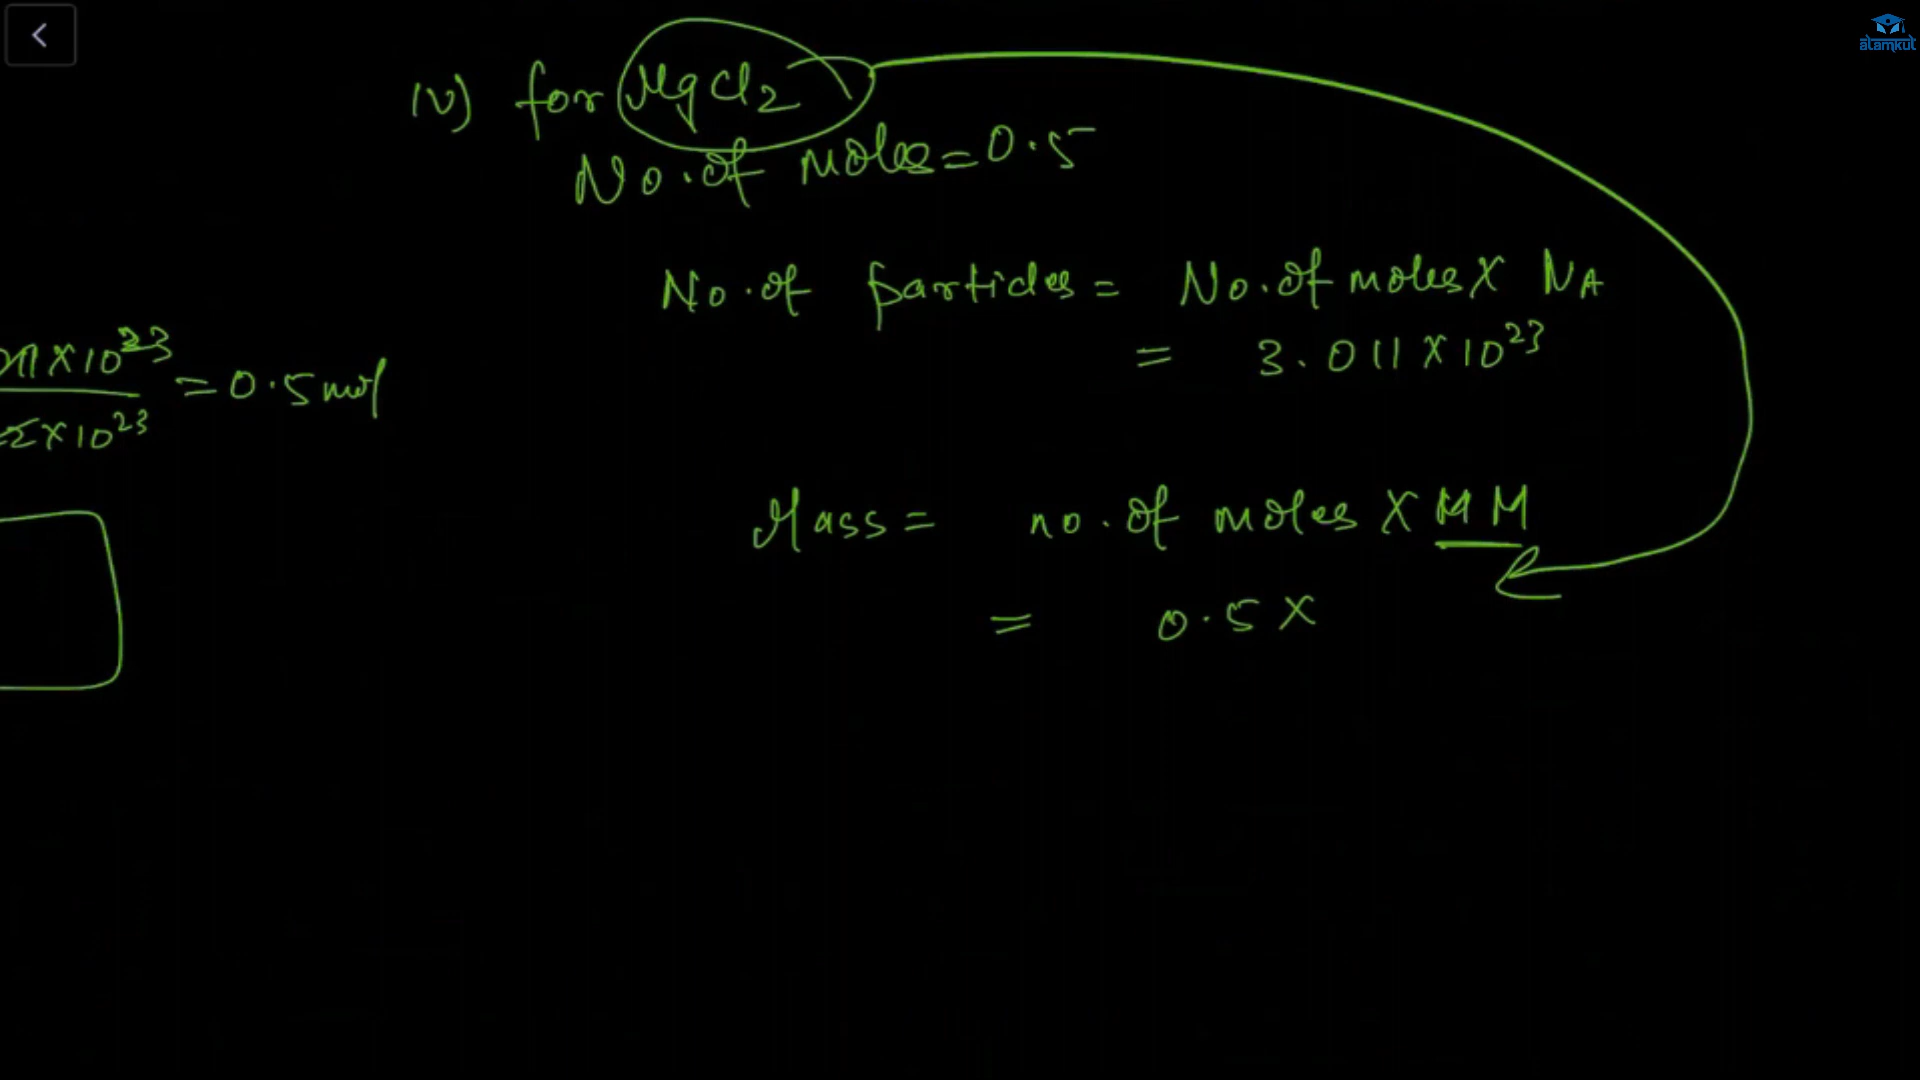 alamkut
IV) for MgCl2
No. of moles = 0.5
No. of particles = No. of moles X NA
= 3.011 X 10^23
X 10^23 = 0.5 mol
X 10^23
Mass = no. of moles X MM
= 0.5 X